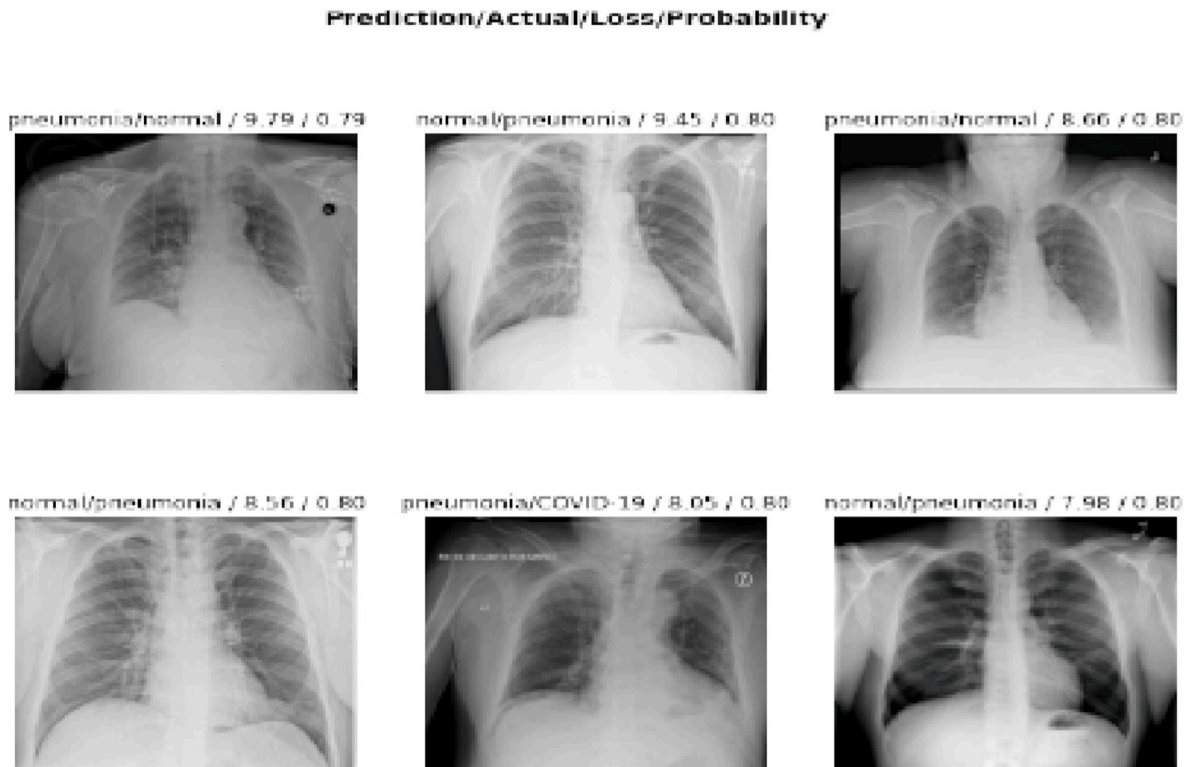 Prediction/Actual/Loss/Probability
pneumonia/normal / 9.79 / 0.79
normal/pneumonia / 9.45 / 0.80
pneumonia/normal / 8.66 / 0.80
normal/pneumonia / 8.56 / 0.80
pneumonia/COVID-19 / 8.05 / 0.80
normal/pneumonia / 7.98 / 0.80